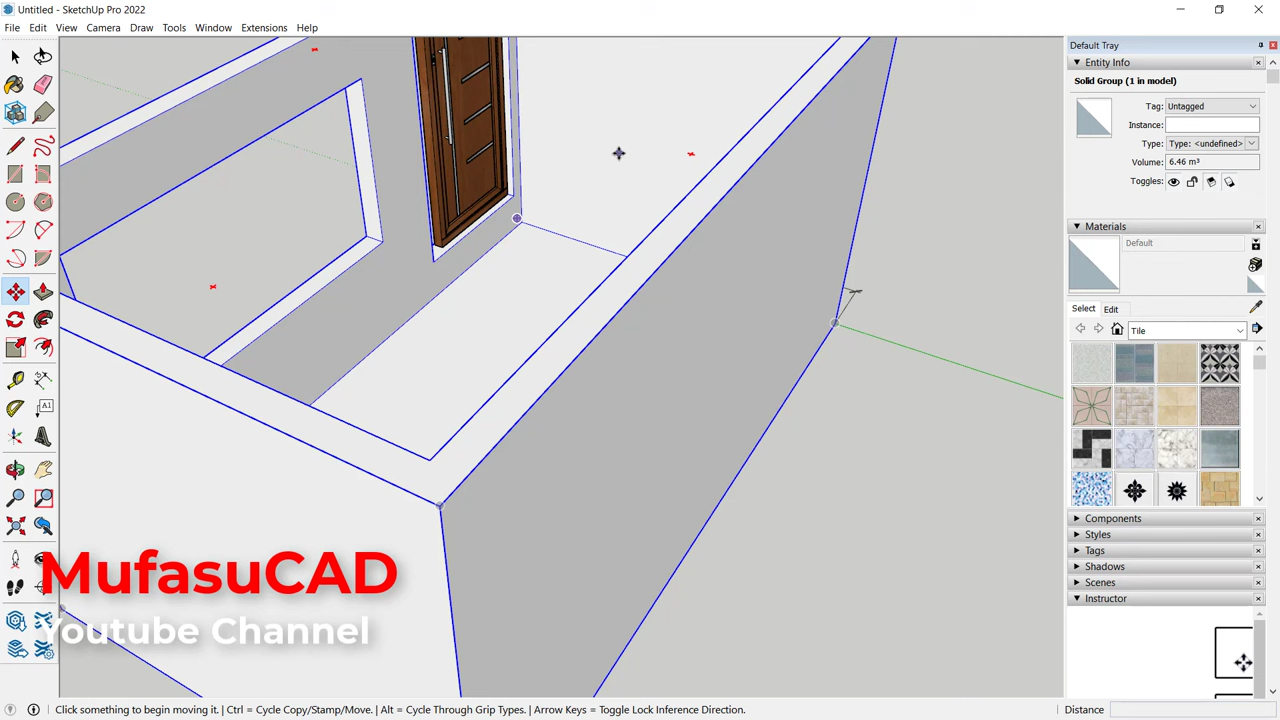 Untitled - SketchUp Pro 2022
File Edit View Camera Draw Tools Window Extensions Help
Default Tray
Entity Info
Solid Group (1 in model)
Tag: Untagged
Instance:
Type: Type: <undefined>
Volume: 6.46 m³
Toggles:
Materials
Default
Select Edit
Tile
Components
Styles
Tags
Shadows
Scenes
Instructor
A1
MufasuCAD
Youtube Channel
Click something to begin moving it. | Ctrl = Cycle Copy/Stamp/Move. | Alt = Cycle Through Grip Types. | Arrow Keys = Toggle Lock Inference Direction.
Distance